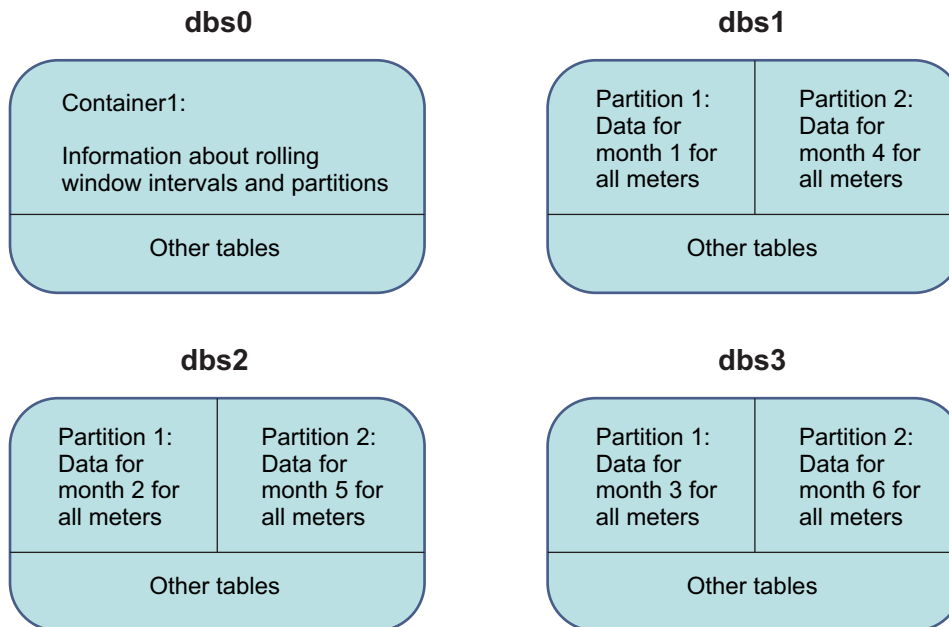 dbs0
Container1:
Information about rolling
window intervals and partitions
Other tables
dbs1
Partition 1:
Data for
month 1 for
all meters
Partition 2:
Data for
month 4 for
all meters
Other tables
dbs2
Partition 1:
Data for
month 2 for
all meters
Partition 2:
Data for
month 5 for
all meters
Other tables
dbs3
Partition 1:
Data for
month 3 for
all meters
Partition 2:
Data for
month 6 for
all meters
Other tables